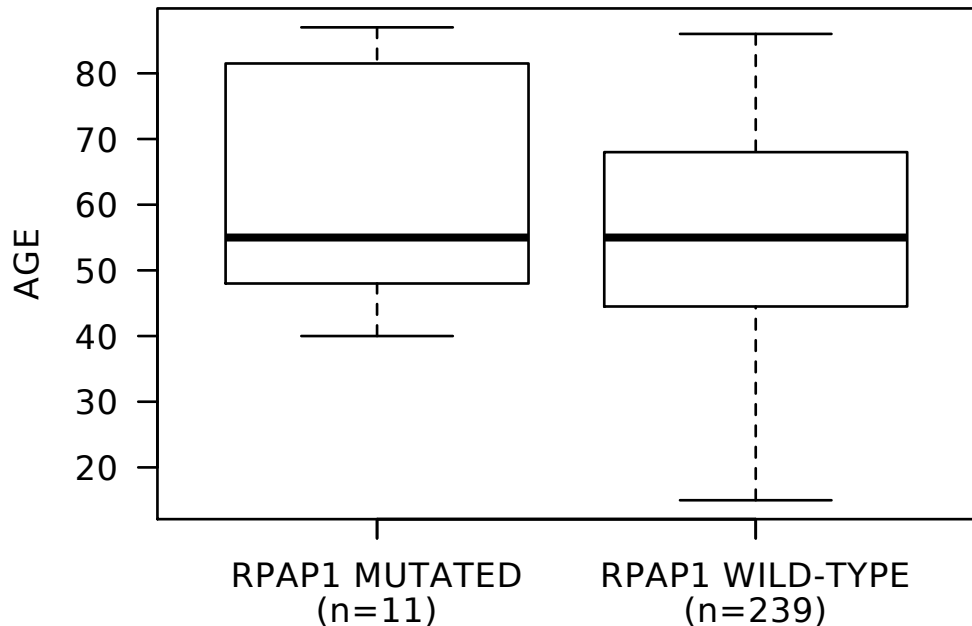 AGE
80
70
60
50
40
30
20
RPAP1 MUTATED
(n=11)
RPAP1 WILD-TYPE
(n=239)